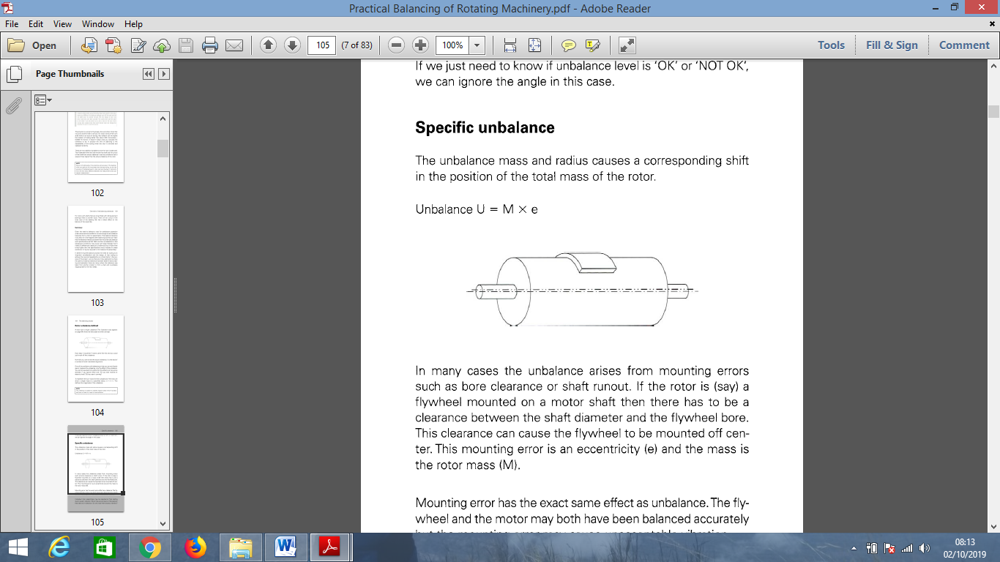 Practical Balancing of Rotating Machinery.pdf - Adobe Reader
File Edit View Window Help
Open 105 (7 of 83) 100% Tools Fill & Sign Comment
Page Thumbnails
102
103
104
105
If we just need to know if unbalance level is ‘OK’ or ‘NOT OK’,
we can ignore the angle in this case.
Specific unbalance
The unbalance mass and radius causes a corresponding shift
in the position of the total mass of the rotor.
Unbalance U = M × e
In many cases the unbalance arises from mounting errors
such as bore clearance or shaft runout. If the rotor is (say) a
flywheel mounted on a motor shaft then there has to be a
clearance between the shaft diameter and the flywheel bore.
This clearance can cause the flywheel to be mounted off cen-
ter. This mounting error is an eccentricity (e) and the mass is
the rotor mass (M).
Mounting error has the exact same effect as unbalance. The fly-
wheel and the motor may both have been balanced accurately
08:13
02/10/2019